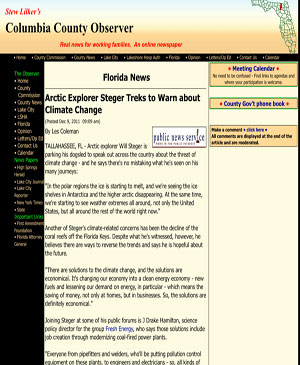 Steve Lilker's
Columbia County Observer
Real news for working families. An online newspaper
• Home • County Commission • County News • Lake City • Lakeshore Hosp Auth • Florida • Opinion • Letters/Op Ed • Contact Us • Calendar
The Observer
• Home
• County Commission
• County News
• Lake City
• LSHA
• Florida
• Opinion
• Letters/Op Ed
• Contact Us
• Calendar
News Papers
• High Springs
Herald
• Lake City Journal
• Lake City
Reporter
• New York Times
• State
Important Links
• First Amendment
Foundation
• Florida Attorney
General
Florida News
Arctic Explorer Steger Treks to Warn about
Climate Change
(Posted Dec 9, 2011 09:09 am)
By Les Coleman
public news service
TALLAHASSEE, FL - Arctic explorer Will Steger is
parking his dogsled to speak out across the country about the threat of
climate change - and he says there's no mistaking what he's seen on his
many journeys:
"In the polar regions the ice is starting to melt, and we're seeing the ice
shelves in Antarctica and the higher arctic disappearing. At the same time,
we're starting to see weather extremes all around, not only the United
States, but all around the rest of the world right now."
Another of Steger's climate-related concerns has been the decline of the
coral reefs off the Florida Keys. Despite what he's witnessed, however, he
believes there are ways to reverse the trends and says he is hopeful about
the future.
"There are solutions to the climate change, and the solutions are
economical. It's changing our economy into a clean energy economy - new
fuels and lessening our demand on energy, in particular - which means the
saving of money, not only at homes, but in businesses. So, the solutions are
definitely economical."
Joining Steger at some of his public forums is J Drake Hamilton, science
policy director for the group Fresh Energy, who says those solutions include
job creation through modernizing coal-fired power plants.
"Everyone from pipefitters and welders, who'll be putting pollution control
equipment on these plants, to engineers and electricians - so, all kinds of
♦ Meeting Calendar ♦
No need to be confused - Find links to agendas and
where your participation is welcome.
♦ County Gov't phone book ♦
Make a comment • click here •
All comments are displayed at the end of the
article and are moderated.